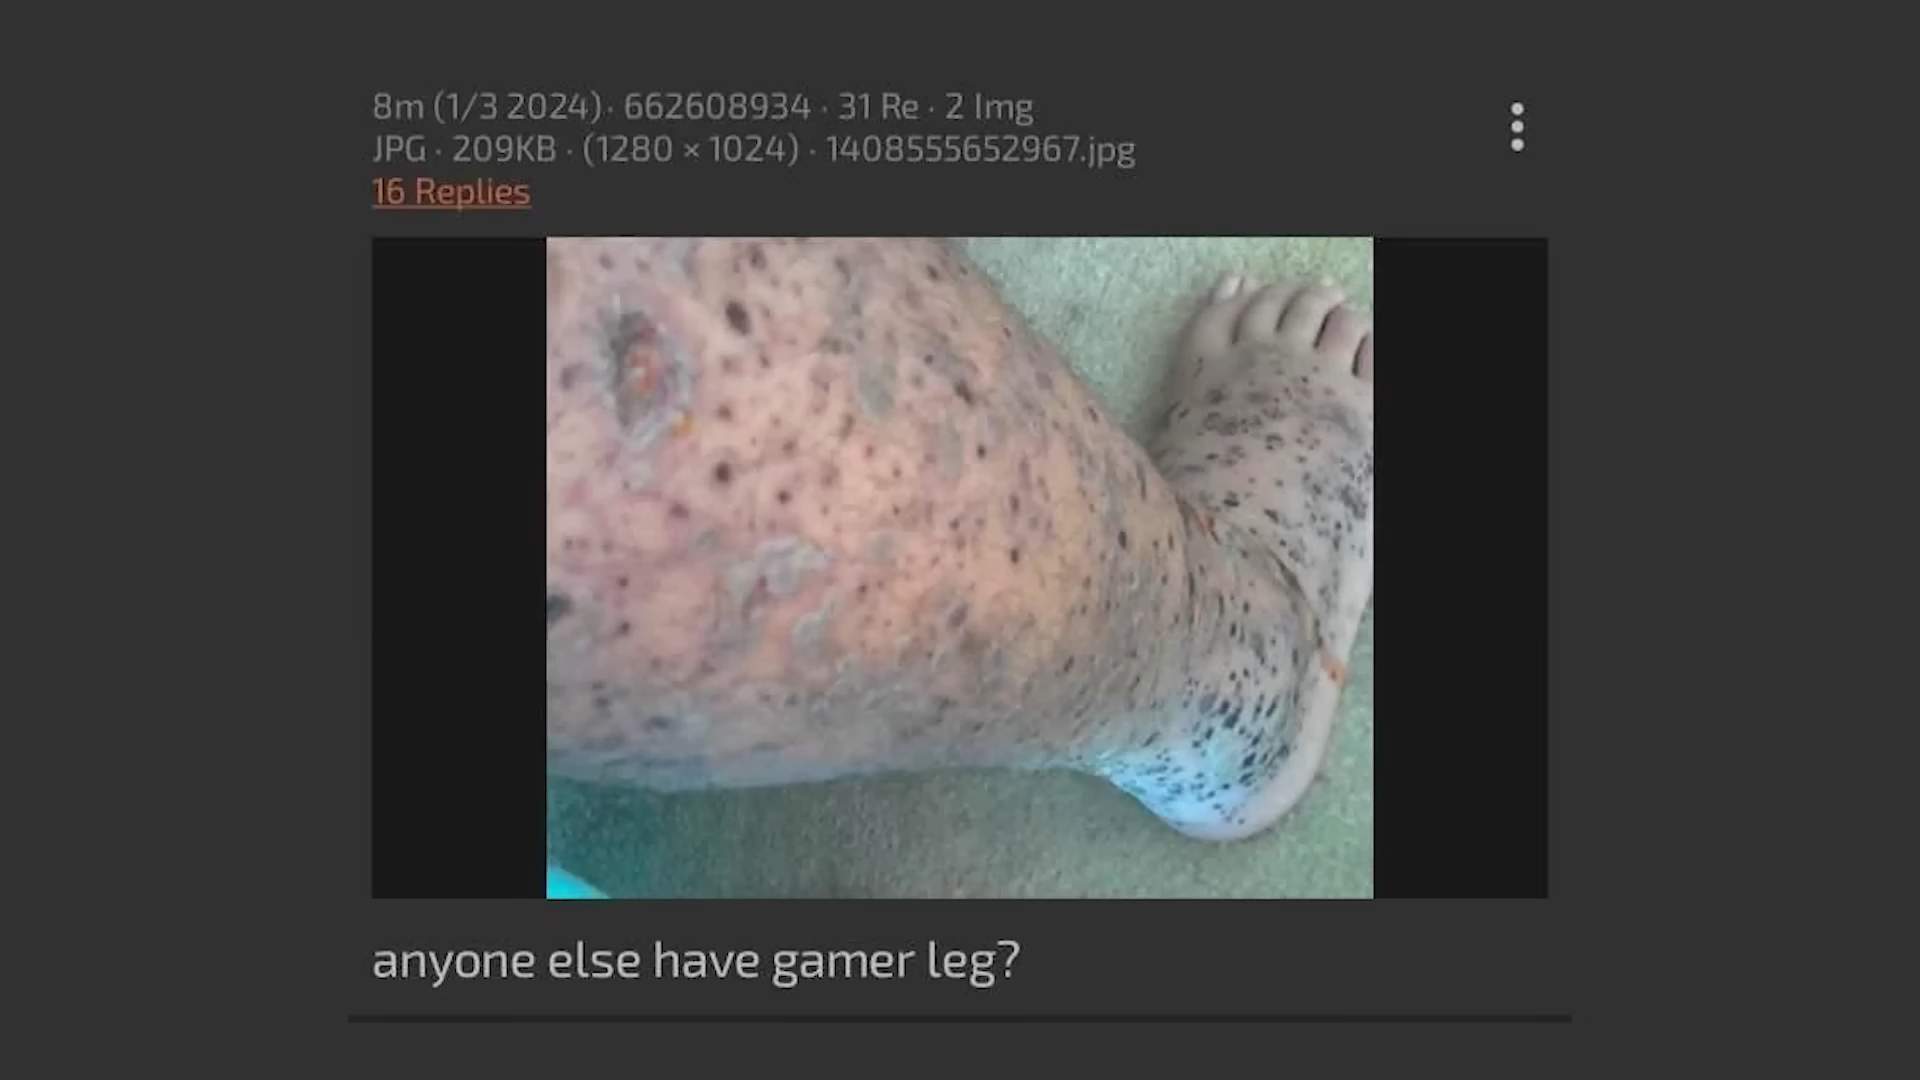 8m (1/3 2024) · 662608934 · 31 Re · 2 Img
JPG · 209KB · (1280 × 1024) · 1408555652967.jpg
16 Replies
anyone else have gamer leg?